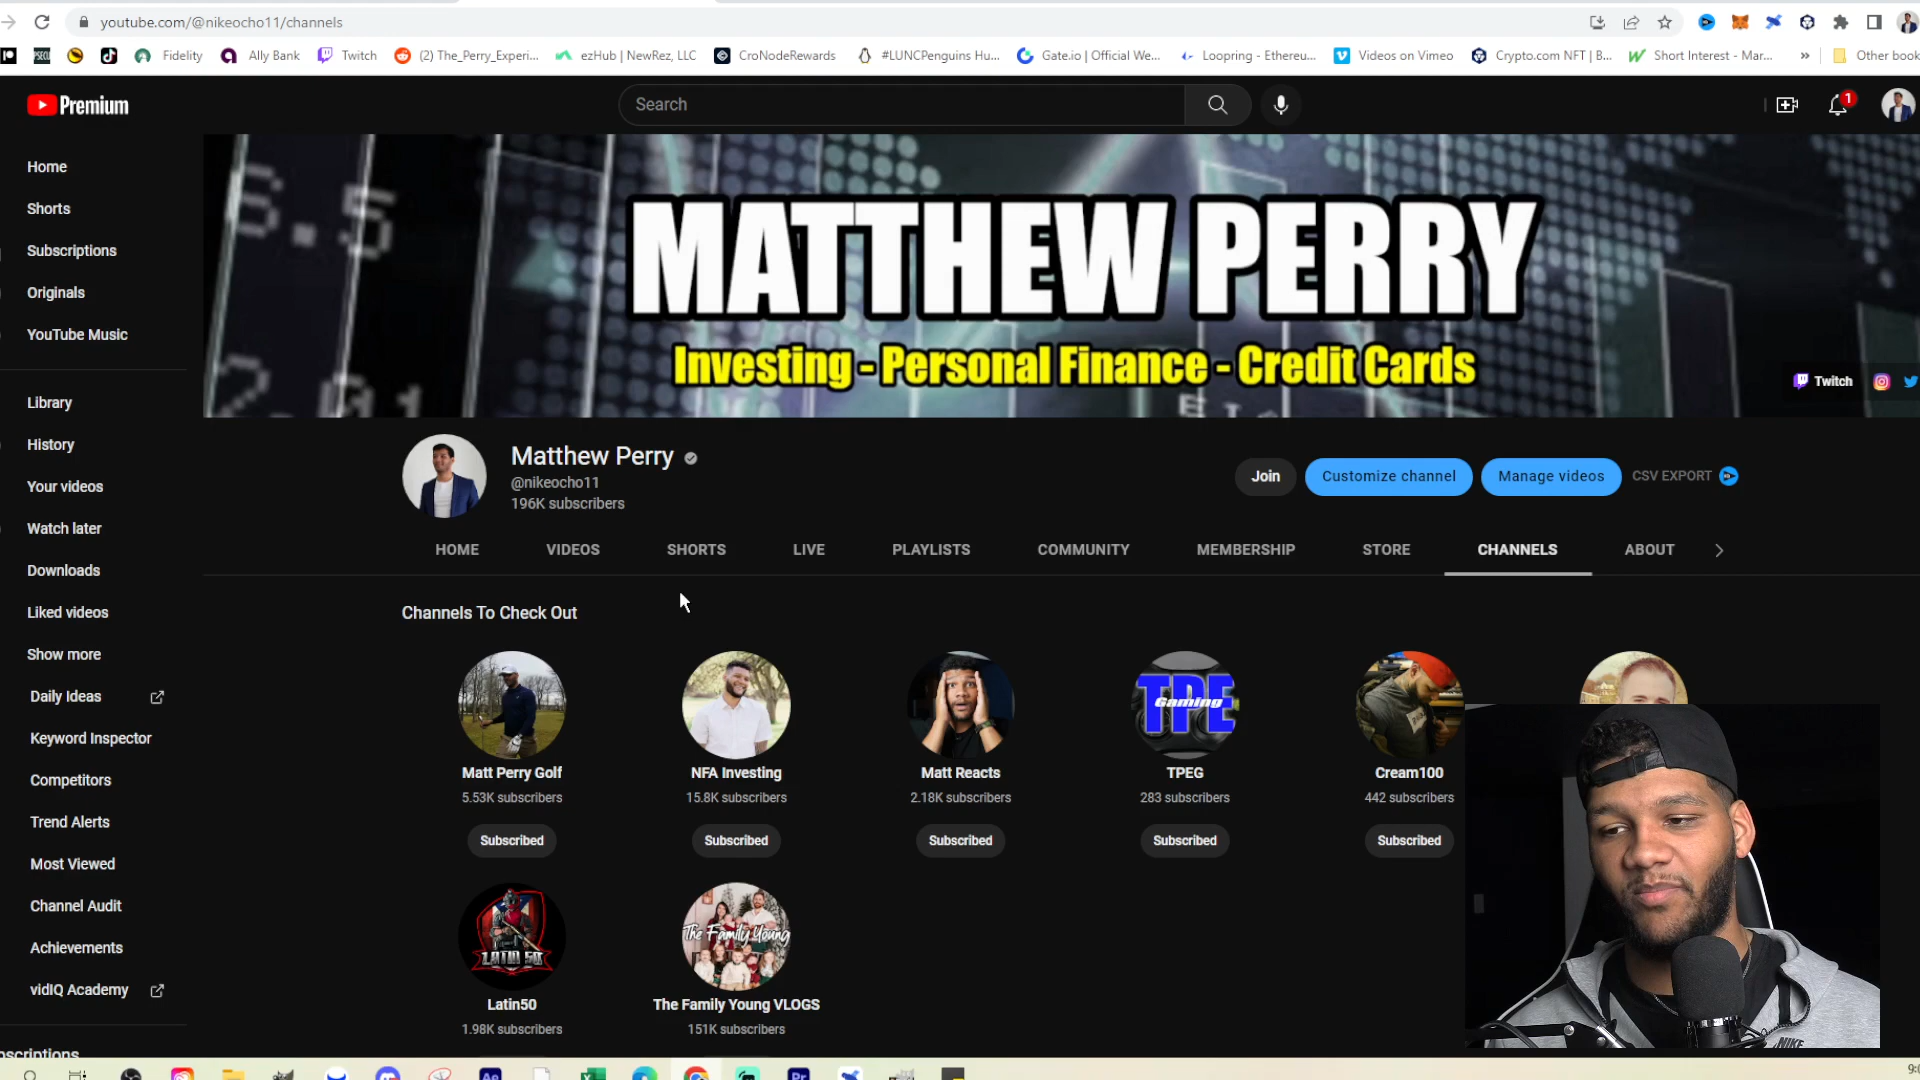 youtube.com/@nikeocho11/channels
Fidelity
Ally Bank
Twitch
(2) The_Perry_Experi...
ezHub | NewRez, LLC
CroNodeRewards
#LUNCPenguins Hu...
Gate.io | Official We...
Loopring - Ethereu...
Videos on Vimeo
Crypto.com NFT | B...
Short Interest - Mar...
»
Other book
Premium
Search
1
Home
Shorts
Subscriptions
Originals
YouTube Music
Library
History
Your videos
Watch later
Downloads
Liked videos
Show more
Daily Ideas
Keyword Inspector
Competitors
Trend Alerts
Most Viewed
Channel Audit
Achievements
vidIQ Academy
MATTHEW PERRY
Investing - Personal Finance - Credit Cards
Twitch
Matthew Perry
@nikeocho11
196K subscribers
Join
Customize channel
Manage videos
CSV EXPORT
HOME
VIDEOS
SHORTS
LIVE
PLAYLISTS
COMMUNITY
MEMBERSHIP
STORE
CHANNELS
ABOUT
Channels To Check Out
TPE
Gaming
Matt Perry Golf
NFA Investing
Matt Reacts
TPEG
Cream100
5.53K subscribers
15.8K subscribers
2.18K subscribers
283 subscribers
442 subscribers
Subscribed
Subscribed
Subscribed
Subscribed
Subscribed
LATIN 50
The Family Young
Latin50
The Family Young VLOGS
1.98K subscribers
151K subscribers
NIKE